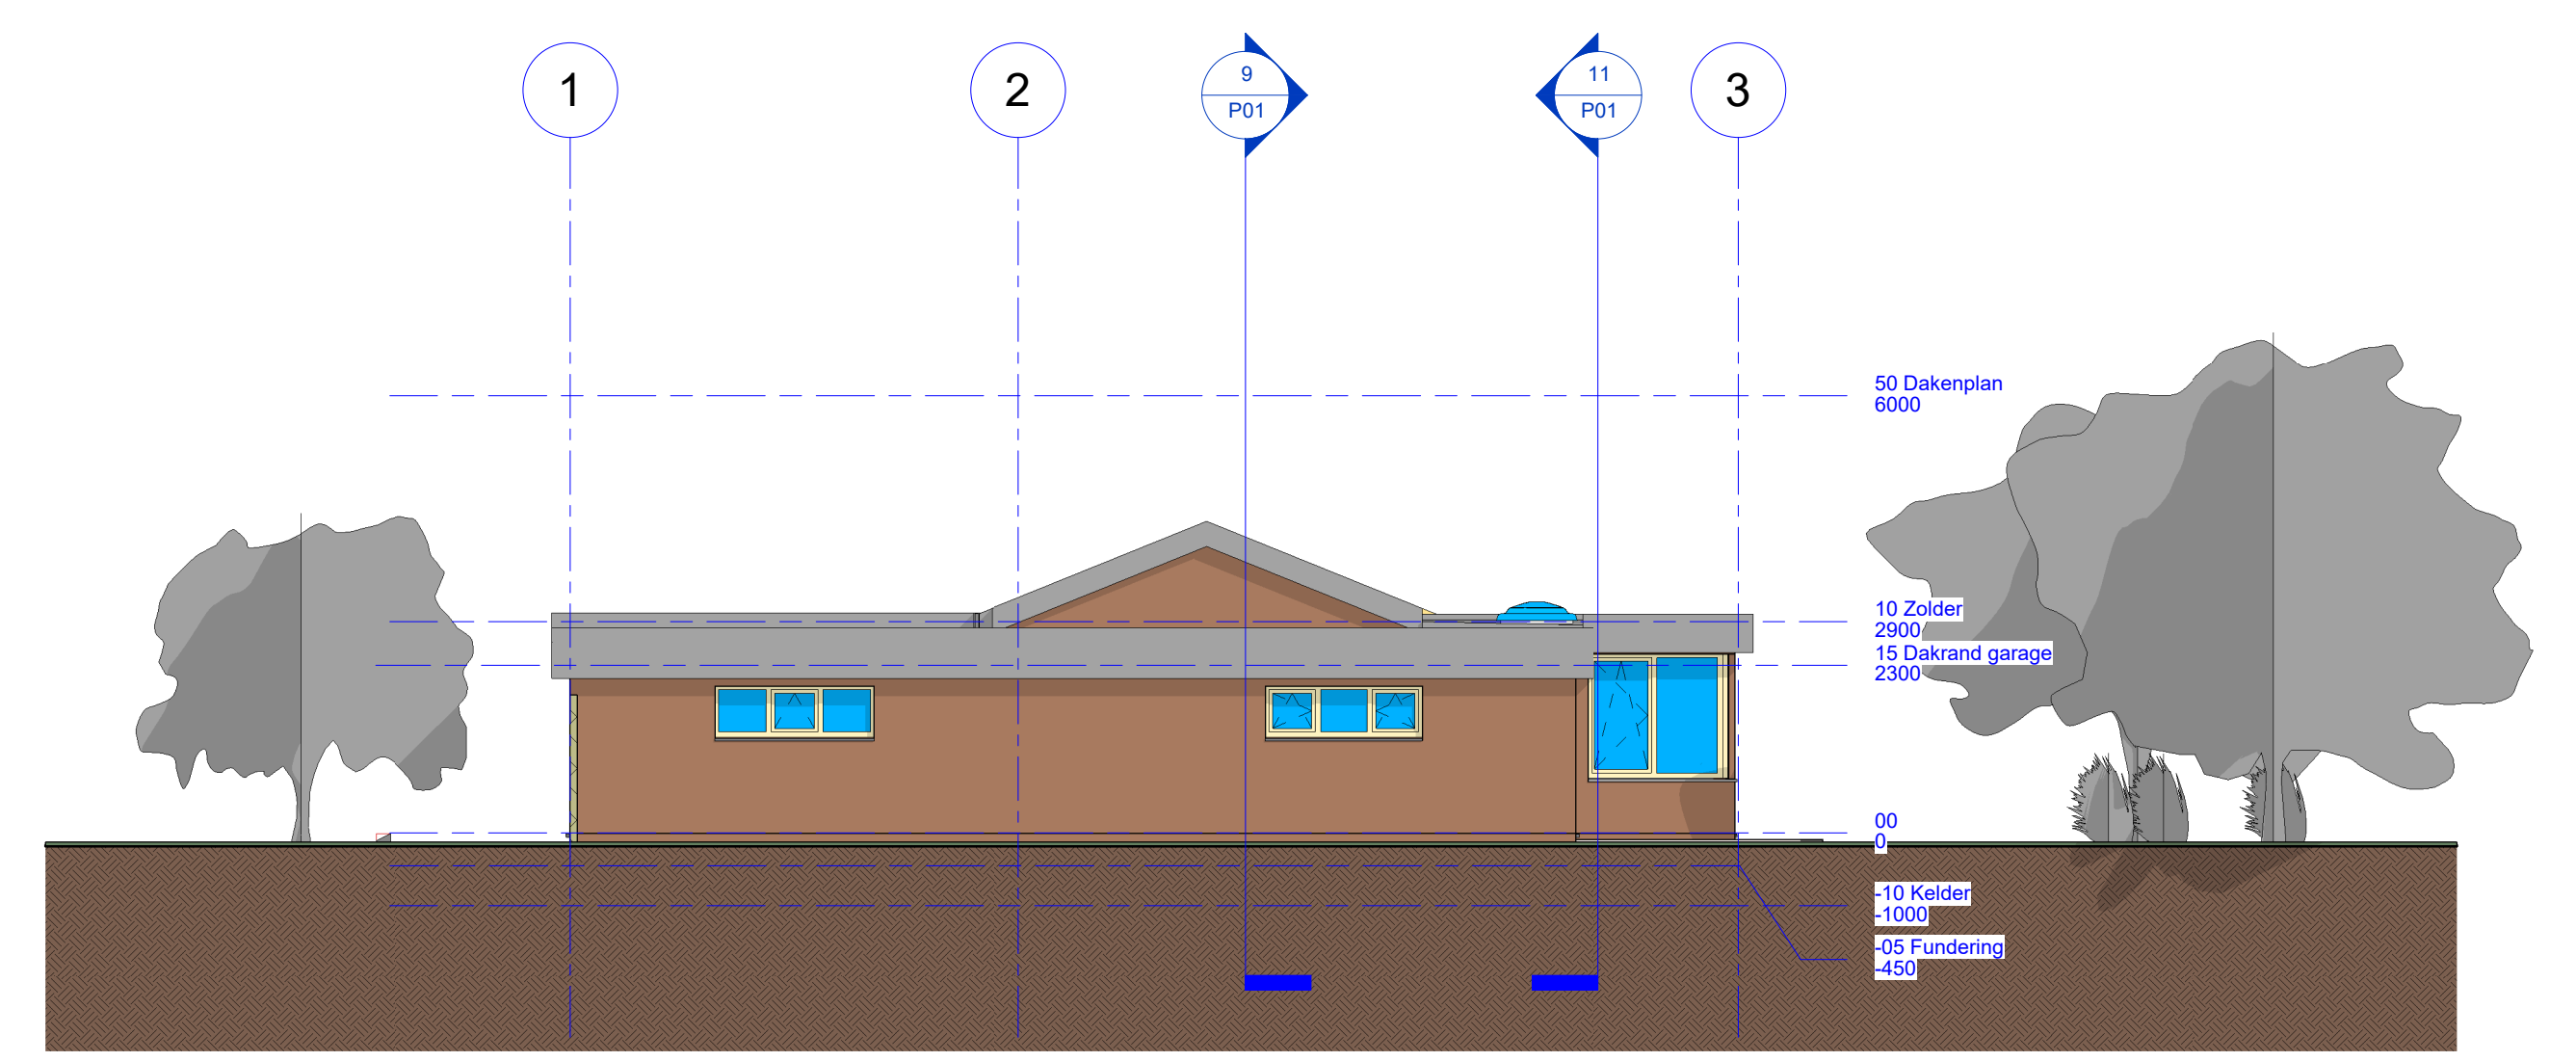 1
2
9
P01
11
P01
3
50 Dakenplan
6000
10 Zolder
2900
15 Dakrand garage
2300
00
0
-10 Kelder
-1000
-05 Fundering
-450